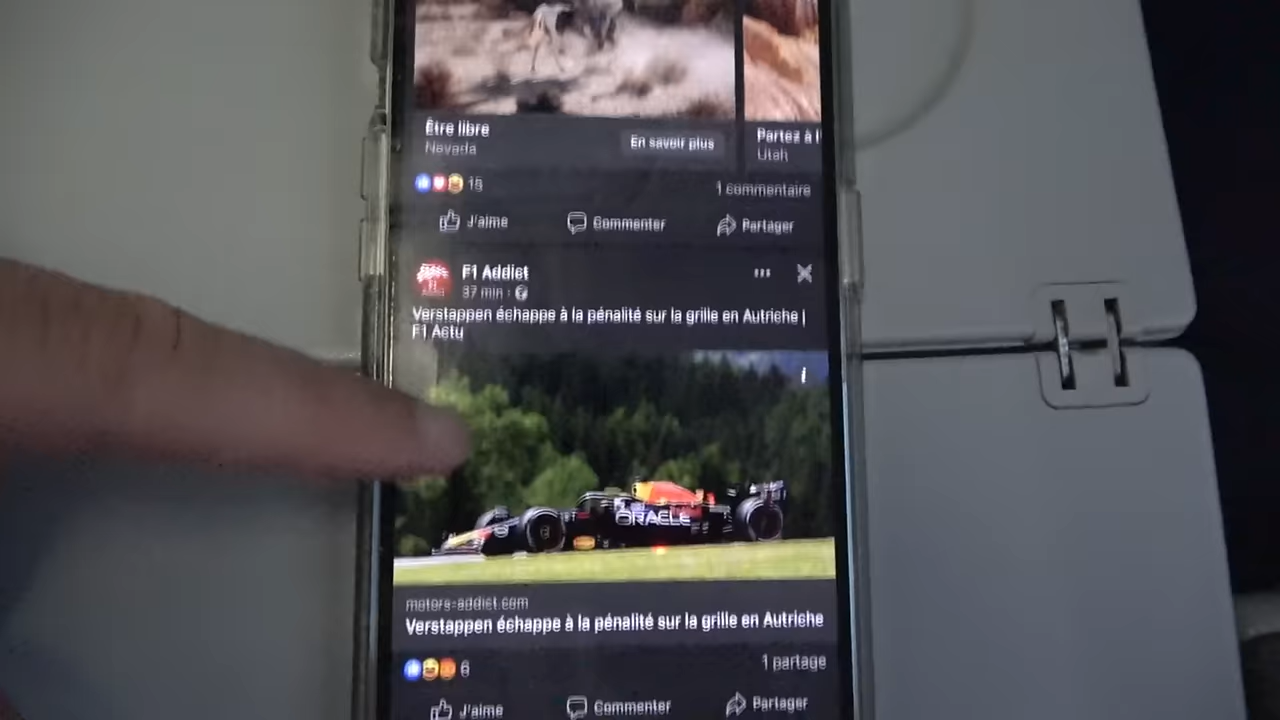 Être libre
Nevada
En savoir plus
Partez à l
Utah
15
1 commentaire
J'aime
Commenter
Partager
F1 Addict
37 min
Verstappen échappe à la pénalité sur la grille en Autriche |
F1 Actu
ORACLE
motors-addict.com
Verstappen échappe à la pénalité sur la grille en Autriche
6
1 partage
J'aime
Commenter
Partager